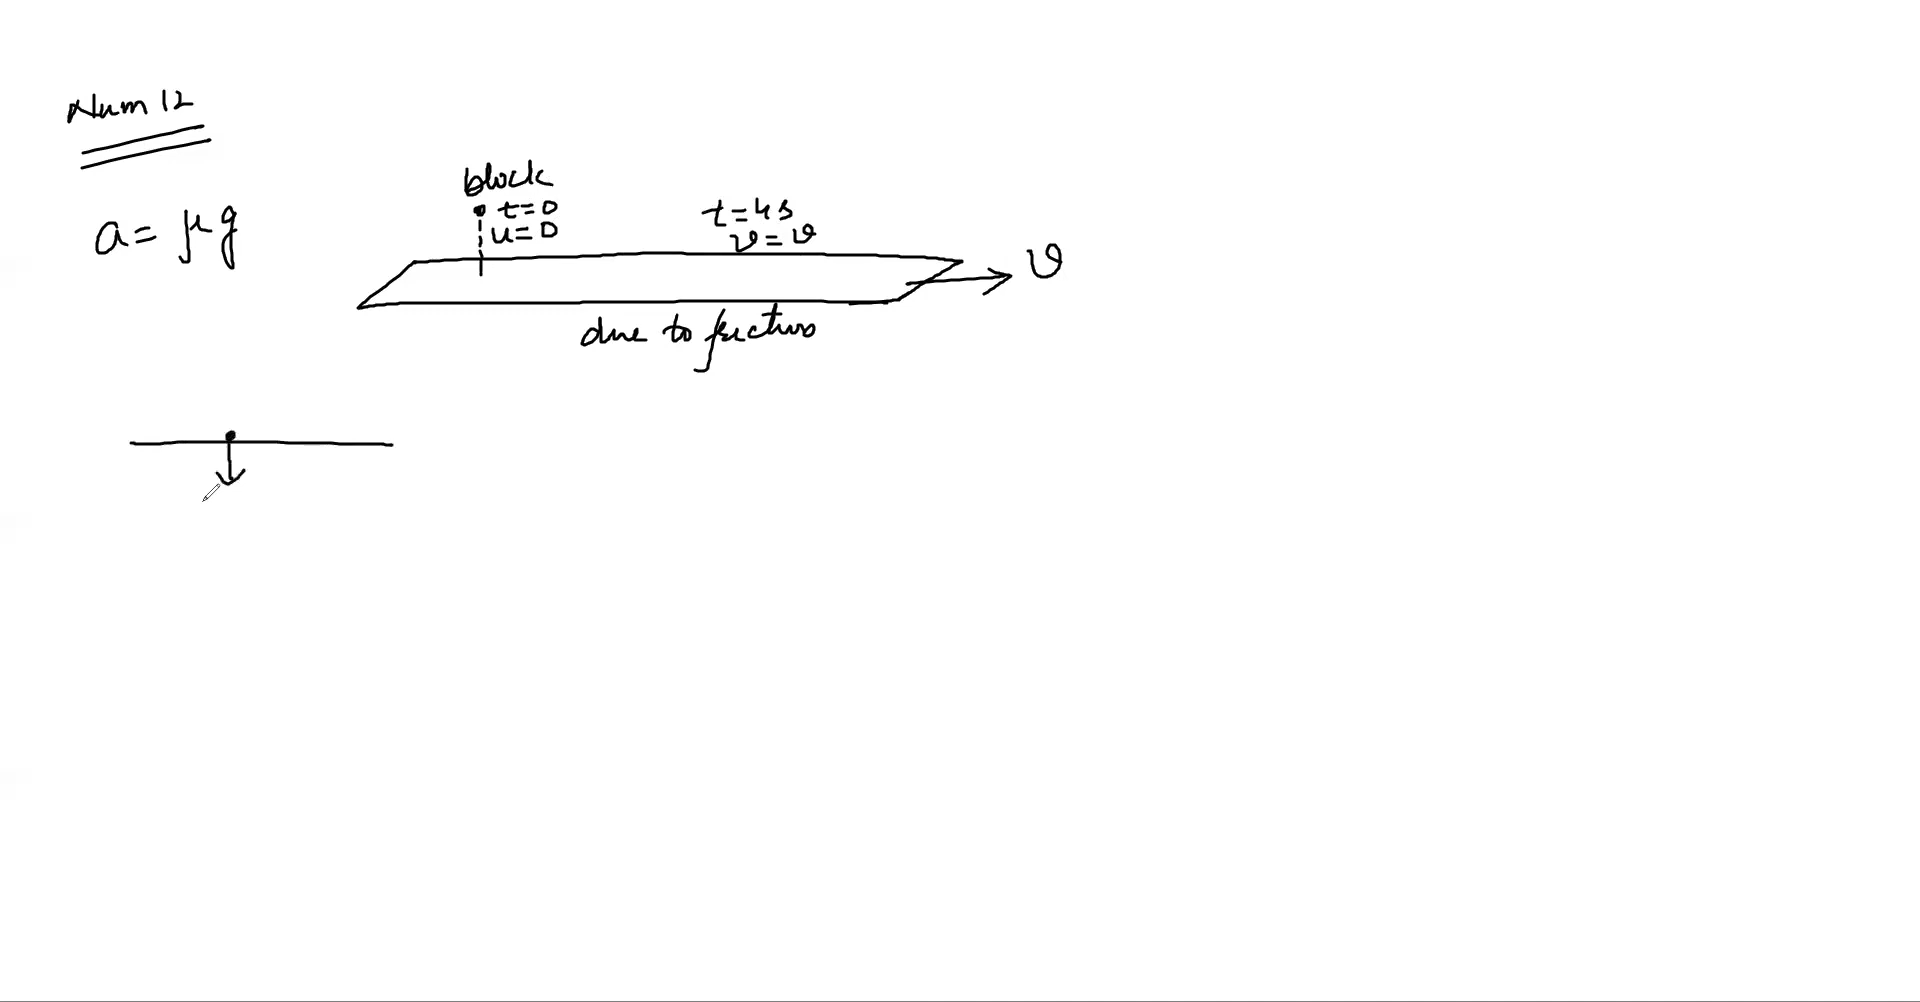 Num 12
block
t=0
u=0
a= μg
t=4s
v=v
v
due to friction